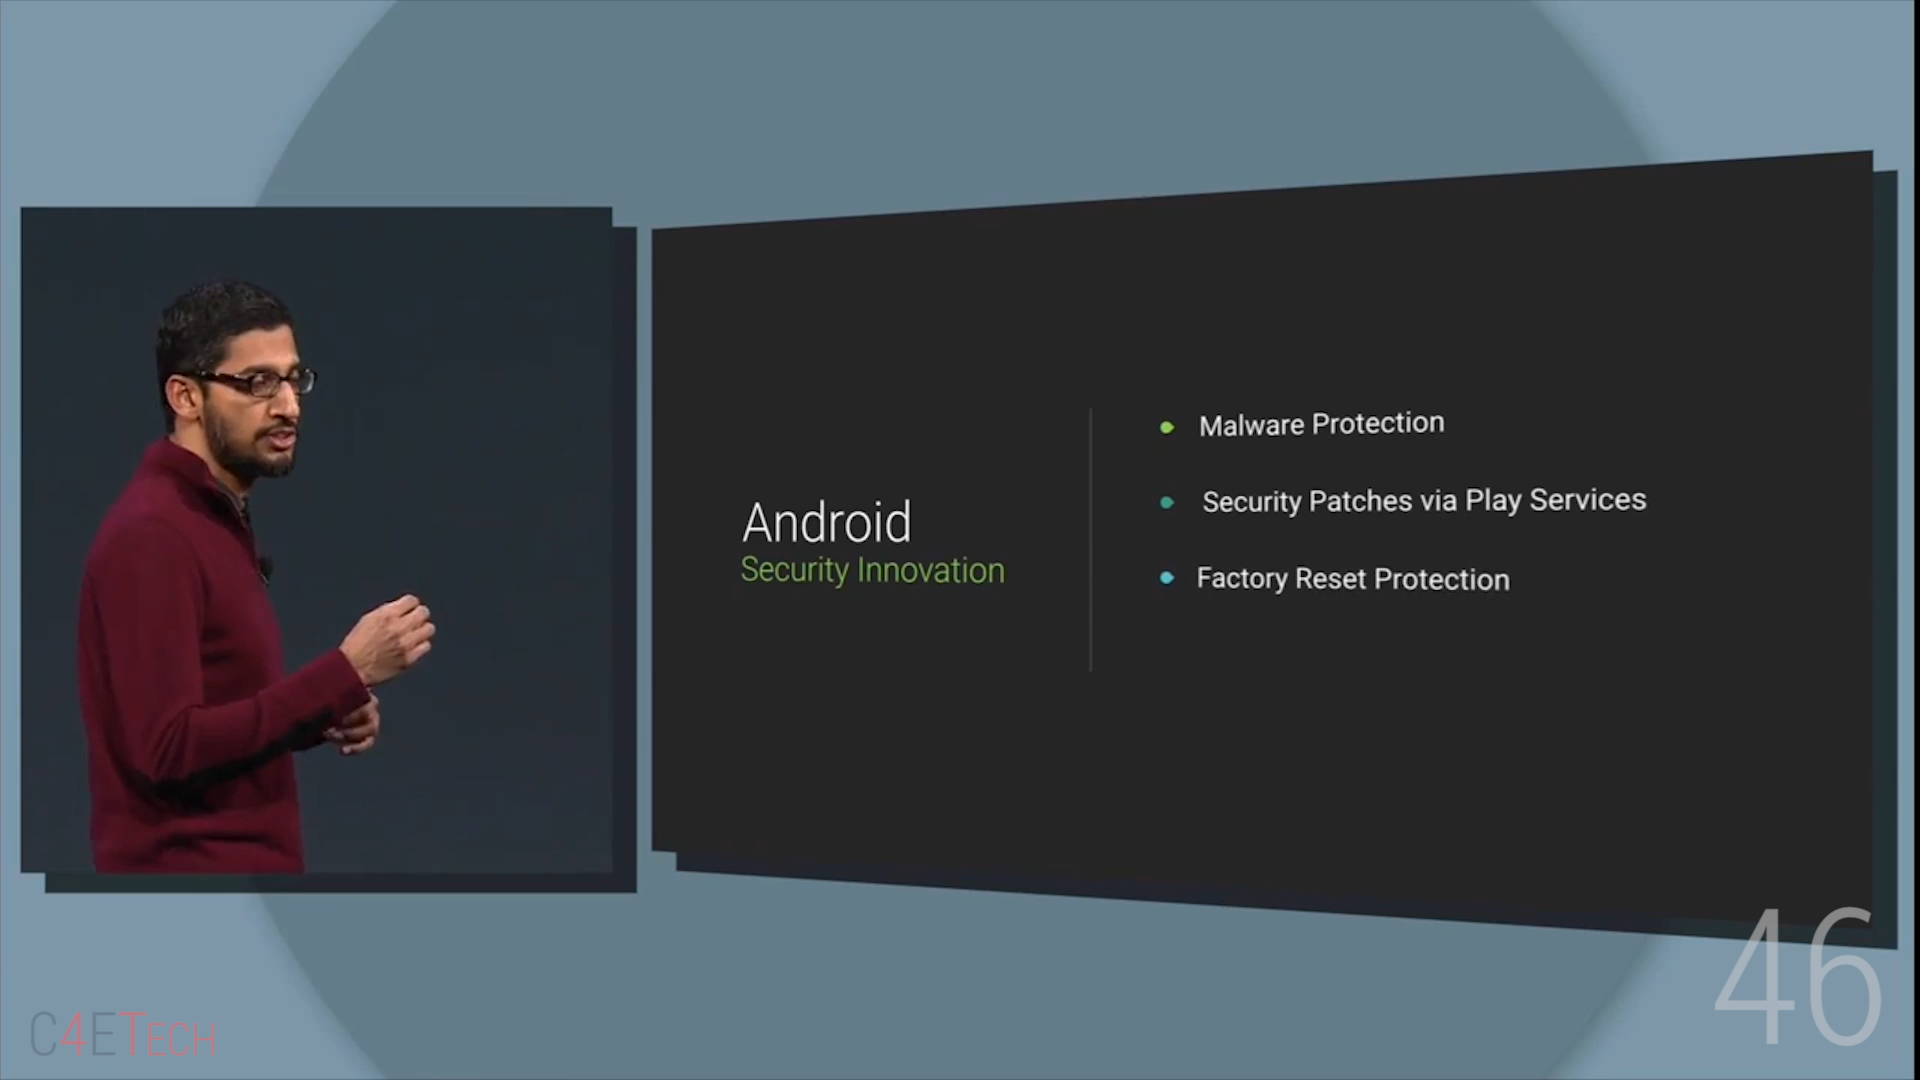 Android
Security Innovation
Malware Protection
Security Patches via Play Services
Factory Reset Protection
46
C4ETECH